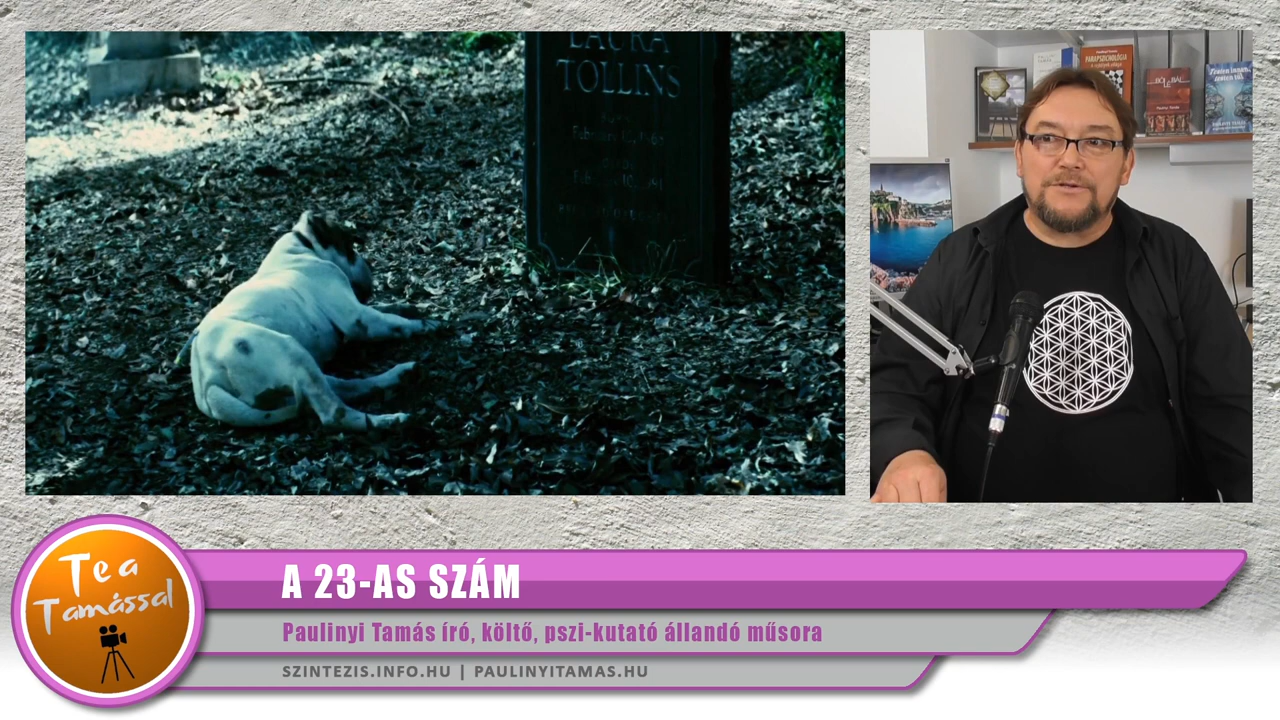 LAURA
TOLLINS
PARAPSZICHOLÓGIA
Tea
Tamással
A 23-AS SZÁM
Paulinyi Tamás író, költő, pszi-kutató állandó műsora
SZINTEZIS.INFO.HU | PAULINYITAMAS.HU